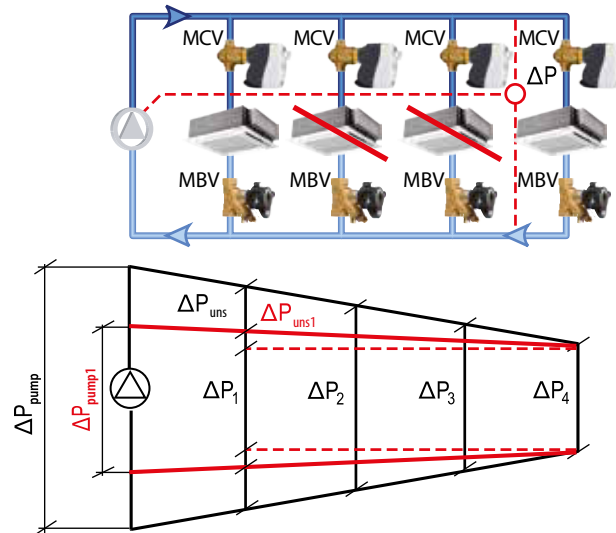 MCV MCV MCV MCV
ΔP
MBV MBV MBV MBV
ΔPuns ΔPuns1
ΔPpump ΔPpump1 ΔP1 ΔP2 ΔP3 ΔP4